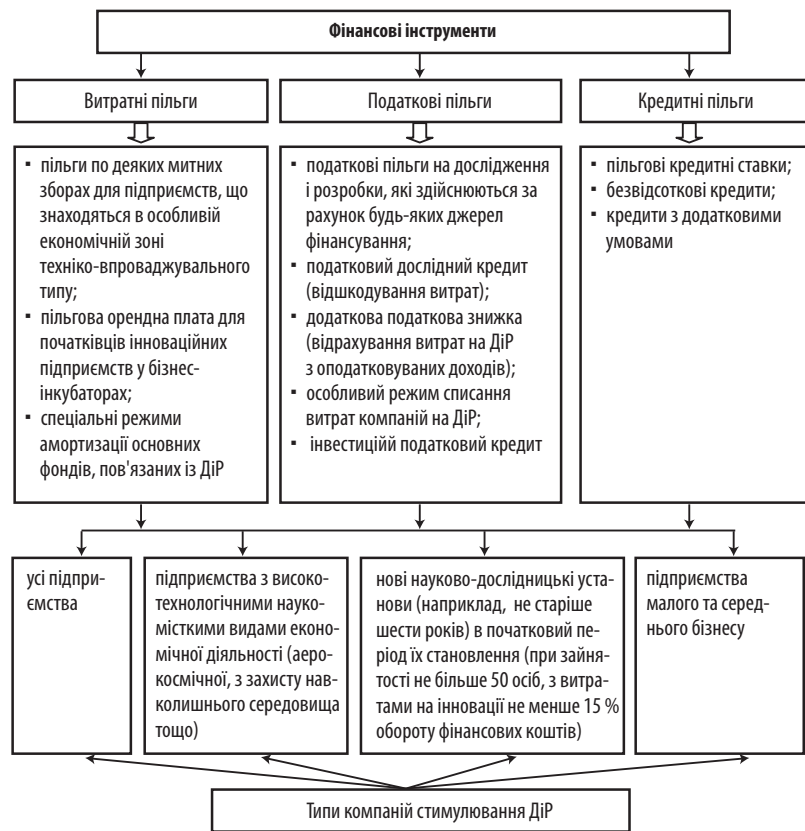 Фінансові інструменти
Витратні пільги
Податкові пільги
Кредитні пільги
▪ пільги по деяких митних
зборах для підприємств, що
знаходяться в особливій
економічній зоні
техніко-впроваджувального
типу;
▪ пільгова орендна плата для
початківців інноваційних
підприємств у бізнес-
інкубаторах;
▪ спеціальні режими
амортизації основних
фондів, пов'язаних із ДіР
▪ податкові пільги на дослідження
і розробки, які здійснюються за
рахунок будь-яких джерел
фінансування;
▪ податковий дослідний кредит
(відшкодування витрат);
▪ додаткова податкова знижка
(відрахування витрат на ДіР
з оподатковуваних доходів);
▪ особливий режим списання
витрат компаній на ДіР;
▪ інвестиційй податковий кредит
▪ пільгові кредитні ставки;
▪ безвідсоткові кредити;
▪ кредити з додатковими
умовами
усі підпри-
ємства
підприємства з високо-
технологічними науко-
місткими видами еконо-
мічної діяльності (аеро-
космічної, з захисту нав-
колишнього середовища
тощо)
нові науково-дослідницькі уста-
нови (наприклад, не старіше
шести років) в початковий пе-
ріод їх становлення (при зайня-
тості не більше 50 осіб, з витра-
тами на інновації не менше 15 %
обороту фінансових коштів)
підприємства
малого та серед-
нього бізнесу
Типи компаній стимулювання ДіР